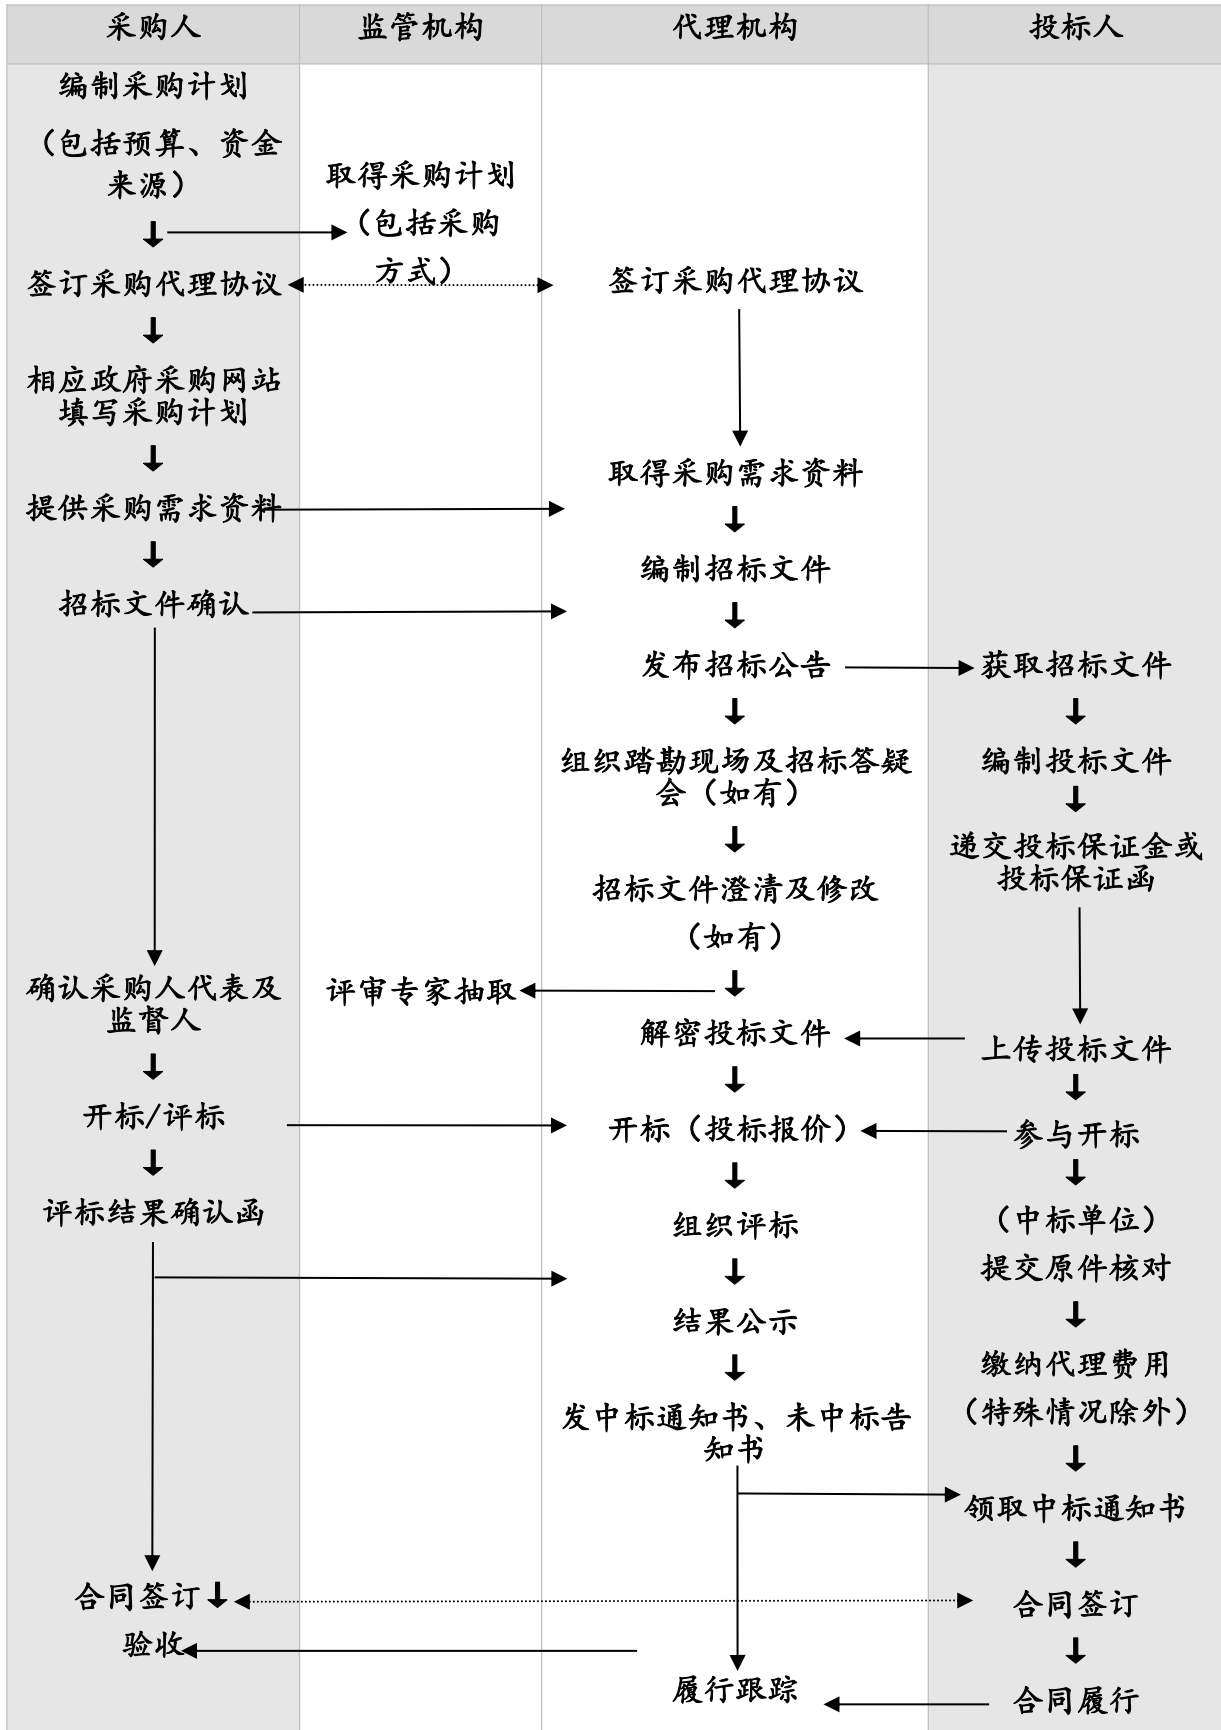 采购人
监管机构
代理机构
投标人
编制采购计划
（包括预算、资金
来源）
签订采购代理协议
相应政府采购网站
填写采购计划
提供采购需求资料
招标文件确认
确认采购人代表及
监督人
开标/评标
评标结果确认函
合同签订
验收
取得采购计划
（包括采购
方式）
评审专家抽取
签订采购代理协议
取得采购需求资料
编制招标文件
发布招标公告
组织踏勘现场及招标答疑
会（如有）
招标文件澄清及修改
（如有）
解密投标文件
开标（投标报价）
组织评标
结果公示
发中标通知书、未中标告
知书
履行跟踪
获取招标文件
编制投标文件
递交投标保证金或
投标保证函
上传投标文件
参与开标
（中标单位）
提交原件核对
缴纳代理费用
（特殊情况除外）
领取中标通知书
合同签订
合同履行